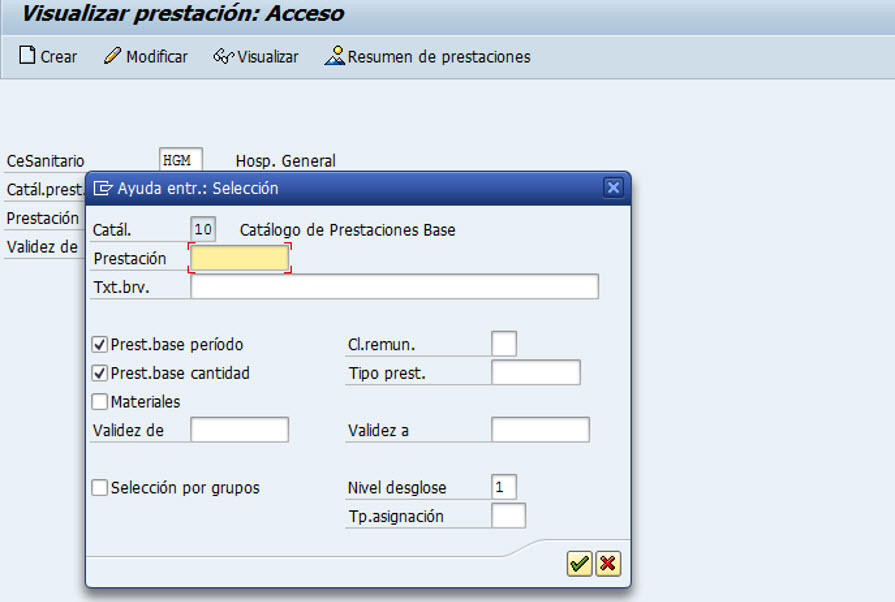 Visualizar prestación: Acceso
Crear Modificar Visualizar Resumen de prestaciones
CeSanitario HGM Hosp. General
Catál.prest.
Prestación
Validez de
Ayuda entr.: Selección
Catál. 10 Catálogo de Prestaciones Base
Prestación
Txt.brv.
Prest.base período Cl.remun.
Prest.base cantidad Tipo prest.
Materiales
Validez de Validez a
Selección por grupos Nivel desglose 1
Tp.asignación